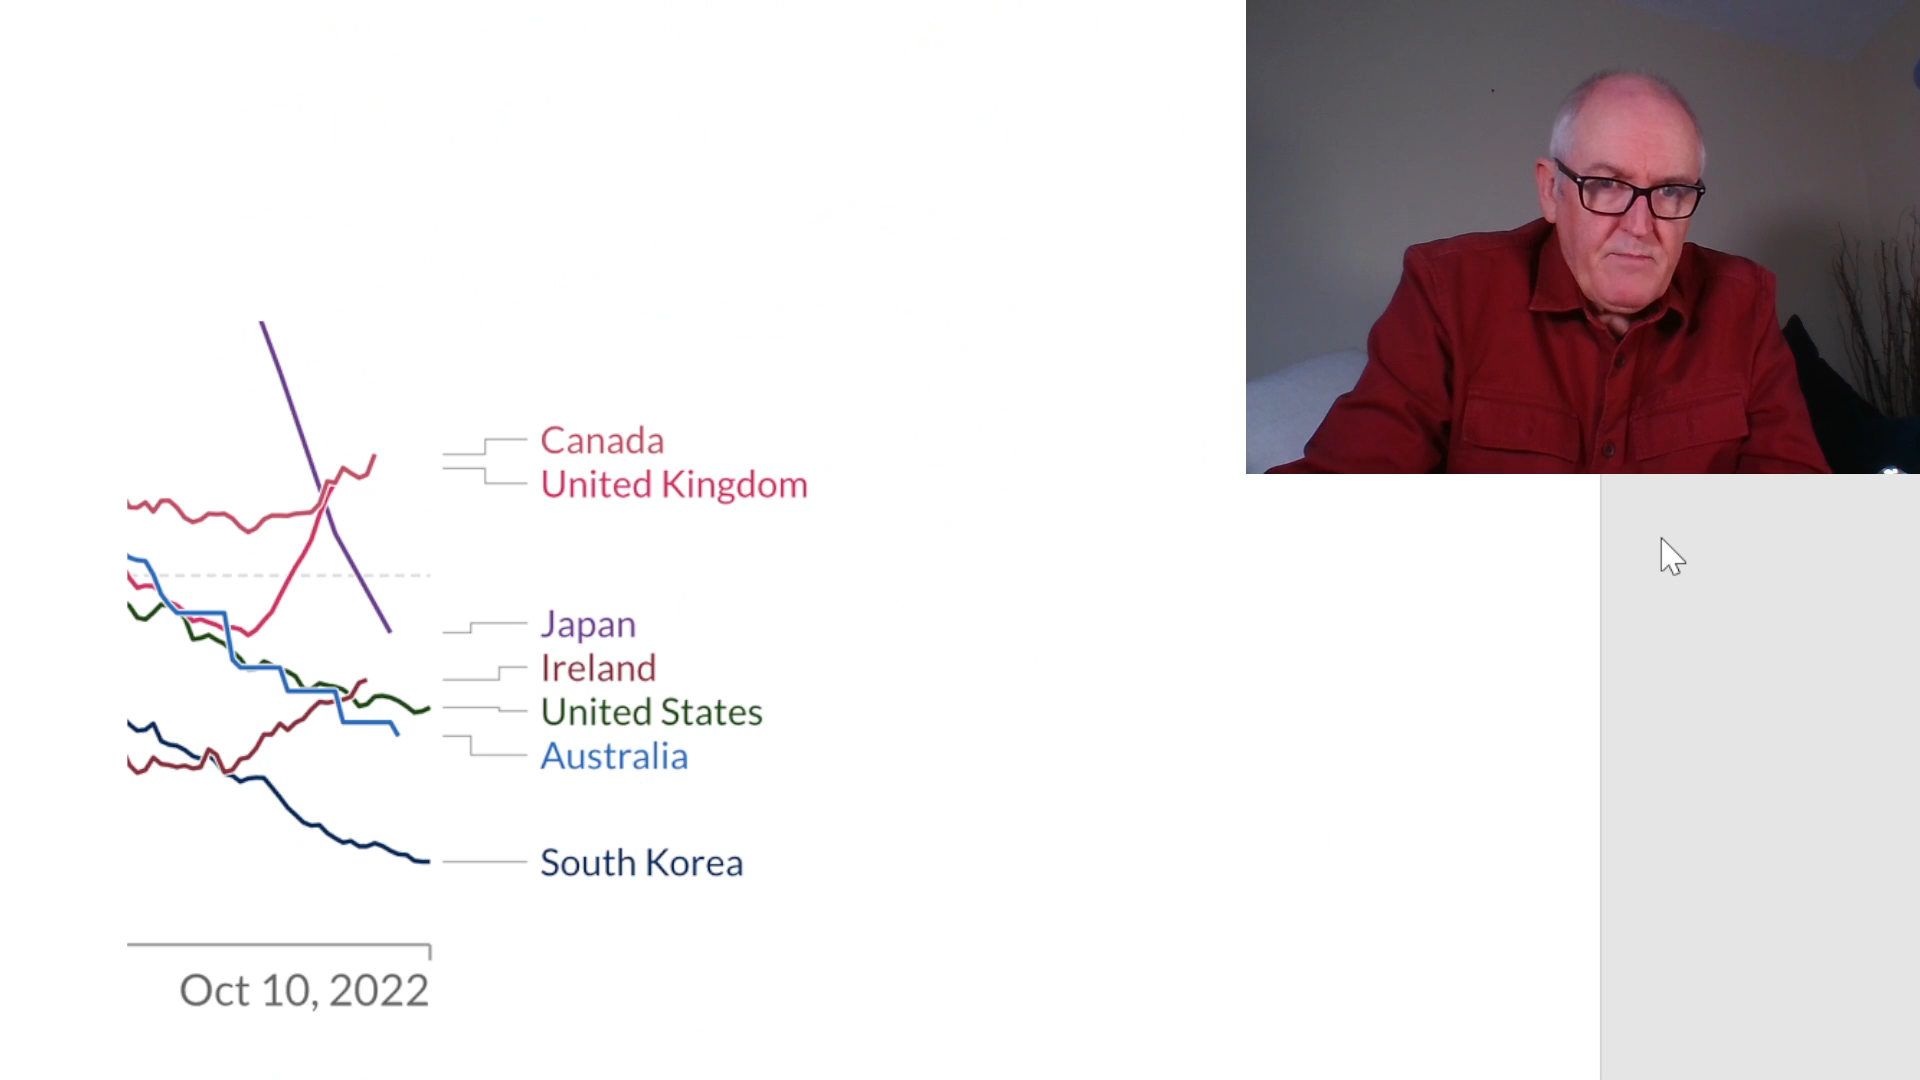 Canada
United Kingdom
Japan
Ireland
United States
Australia
South Korea
Oct 10, 2022